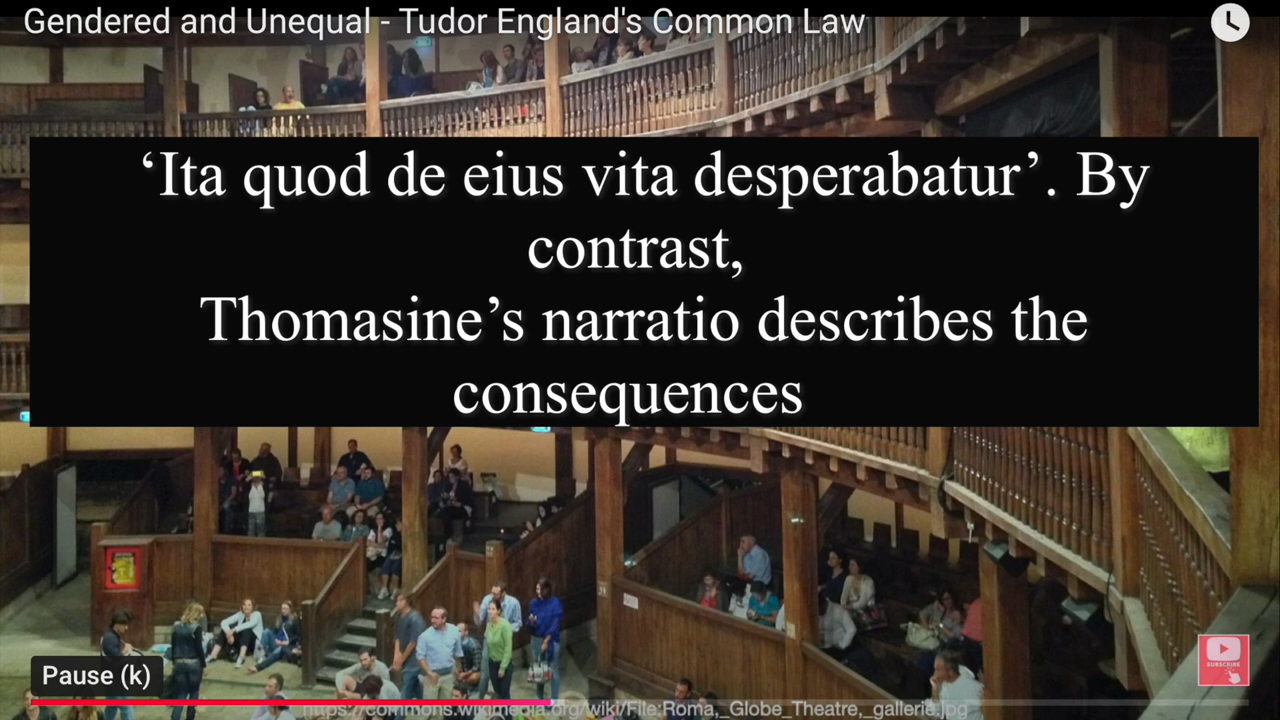 Gendered and Unequal - Tudor England's Common Law
‘Ita quod de eius vita desperabatur’. By
contrast,
Thomasine’s narratio describes the
consequences
SUBSCRIBE
Pause (k)
https://commons.wikimedia.org/wiki/File:Roma,_Globe_Theatre,_gallerie.jpg